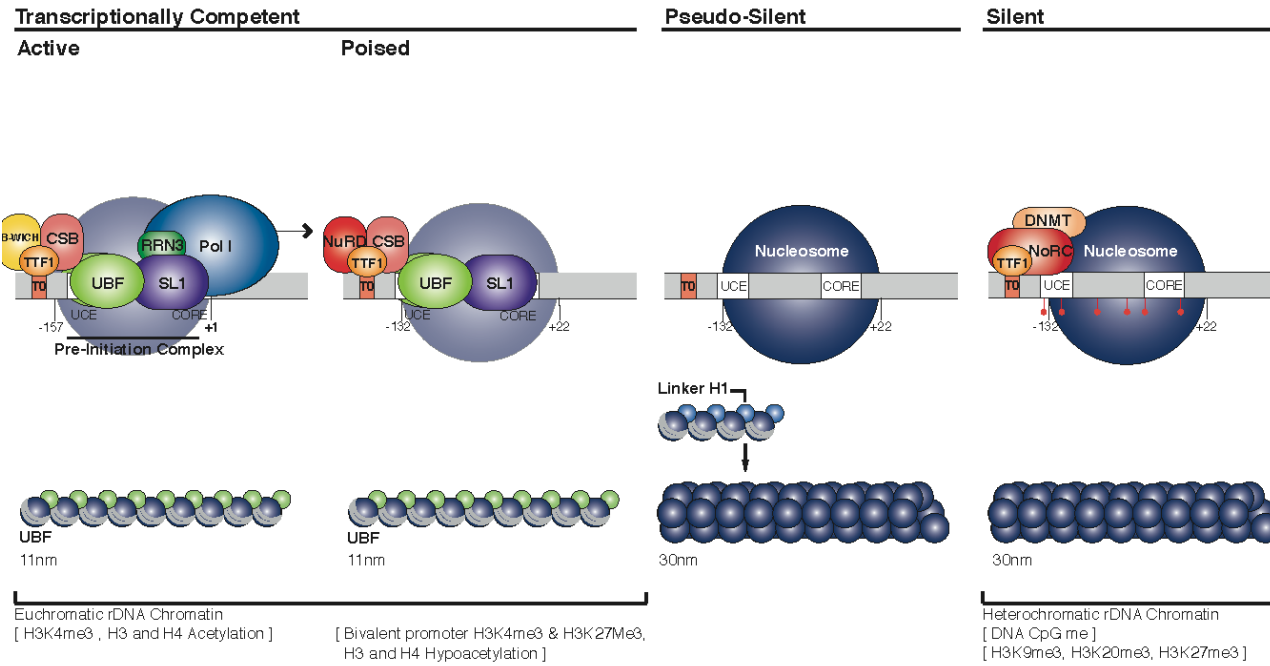 Transcriptionally Competent
Pseudo-Silent
Silent
Active
Poised
B-WICH
CSB
TTF1
T0
UBF
RRN3
SL1
Pol I
UCE
CORE
-157
+1
Pre-Initiation Complex
NuRD
CSB
TTF1
T0
UBF
SL1
UCE
CORE
-132
+22
Nucleosome
T0
UCE
CORE
-132
+22
DNMT
NoRC
TTF1
Nucleosome
T0
UCE
CORE
-132
+22
Linker H1
UBF
11nm
UBF
11nm
30nm
30nm
Euchromatic rDNA Chromatin
[ H3K4me3 , H3 and H4 Acetylation ]
[ Bivalent promoter H3K4me3 & H3K27Me3,
H3 and H4 Hypoacetylation ]
Heterochromatic rDNA Chromatin
[ DNA CpG me ]
[ H3K9me3, H3K20me3, H3K27me3 ]